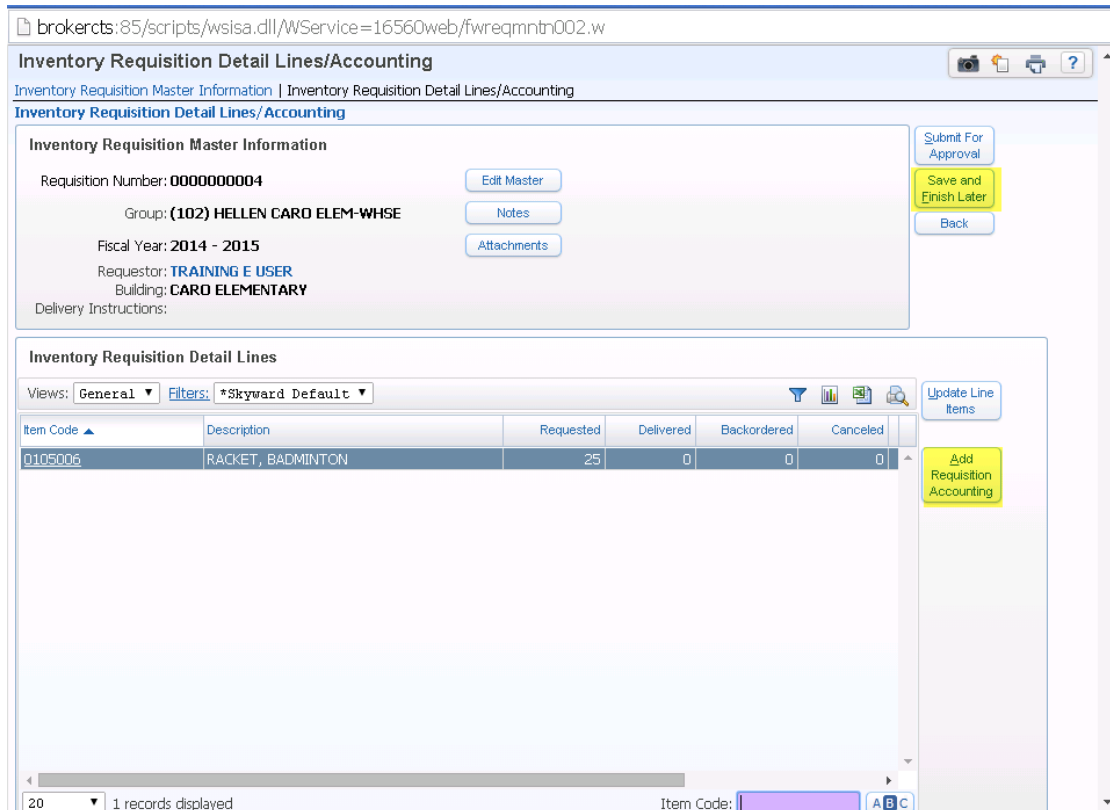 brokercts:85/scripts/wsisa.dll/WService=16560web/fwreqmntn002.w
Inventory Requisition Detail Lines/Accounting
?
Inventory Requisition Master Information | Inventory Requisition Detail Lines/Accounting
Inventory Requisition Detail Lines/Accounting
Inventory Requisition Master Information
Submit For
Approval
Requisition Number: 0000000004
Edit Master
Save and
Finish Later
Group: (102) HELLEN CARO ELEM-WHSE
Notes
Back
Fiscal Year: 2014 - 2015
Attachments
Requestor: TRAINING E USER
Building: CARO ELEMENTARY
Delivery Instructions:
Inventory Requisition Detail Lines
Views: General Filters: *Skyward Default
Update Line
Items
Item Code Description Requested Delivered Backordered Canceled
0105006 RACKET, BADMINTON 25 0 0 0
Add
Requisition
Accounting
20 1 records displayed Item Code: A B C